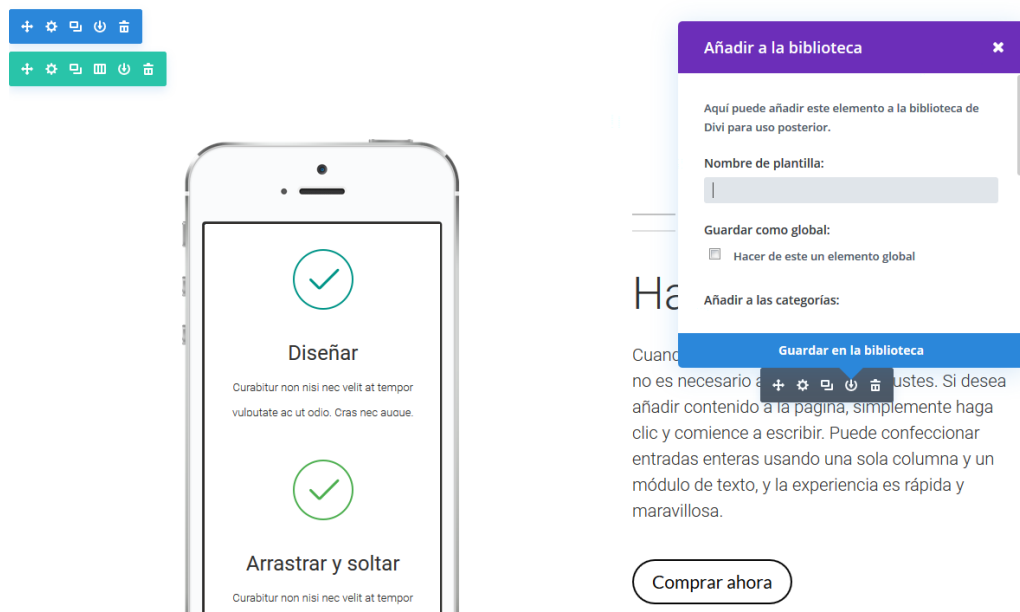 Añadir a la biblioteca
Aquí puede añadir este elemento a la biblioteca de
Divi para uso posterior.
Nombre de plantilla:
Guardar como global:
Hacer de este un elemento global
Añadir a las categorías:
Guardar en la biblioteca
Diseñar
Curabitur non nisi nec velit at tempor
vulputate ac ut odio. Cras nec augue.
Arrastrar y soltar
Curabitur non nisi nec velit at tempor
no es necesario
Si desea
añadir contenido a la página, simplemente haga
clic y comience a escribir. Puede confeccionar
entradas enteras usando una sola columna y un
módulo de texto, y la experiencia es rápida y
maravillosa.
Comprar ahora